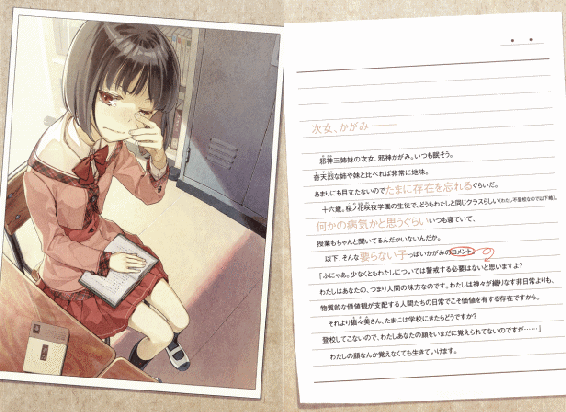 次女、かがみ
邪神三姉妹の次女、邪神かがみ。いつも眠そう。
奇天烈な姉や妹と比べれば非常に地味。
あまりにも目立たないのでたまに存在を忘れるぐらいだ。
十六歳。桜ノ花咲夜学園の生徒で、どうもわたしと同じクラスらしい
何かの病気かと思うぐらいいつも寝ていて、
授業もちゃんと聞いてるんだかいないんだか。
以下、そんな要らない子っぽいかがみのコメント。
「ふにゃあ。少なくともわたしについては警戒する必要はないと思いますよ？
わたしはあなたの、つまり人間の味方なのです。わたしは神々が織りなす非日常よりも、
物質的な価値観が支配する人間たちの日常でこそ価値を有する存在ですから。
それより さん、たまには学校にきたらどうですか？
登校してこないので、わたしあなたの顔をいまだに覚えられてないのですが……」
わたしの顔なんか覚えなくても生きていけます。